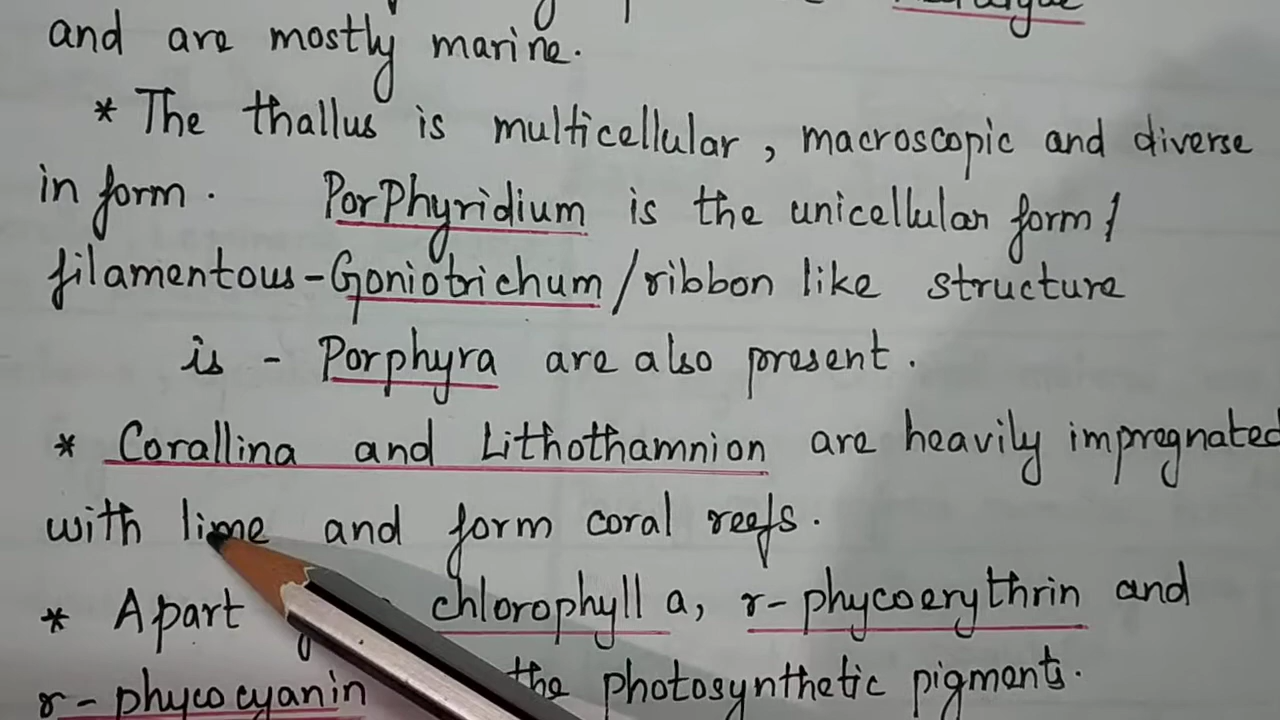 and are mostly marine.
* The thallus is multicellular, macroscopic and diverse
in form. Porphyridium is the unicellular form/
filamentous-Goniotrichum/ribbon like structure
is - Porphyra are also present.
* Corallina and Lithothamnion are heavily impregnated
with lime and form coral reefs.
* Apart chlorophyll a, r-phycoerythrin and
r-phycocyanin the photosynthetic pigments.